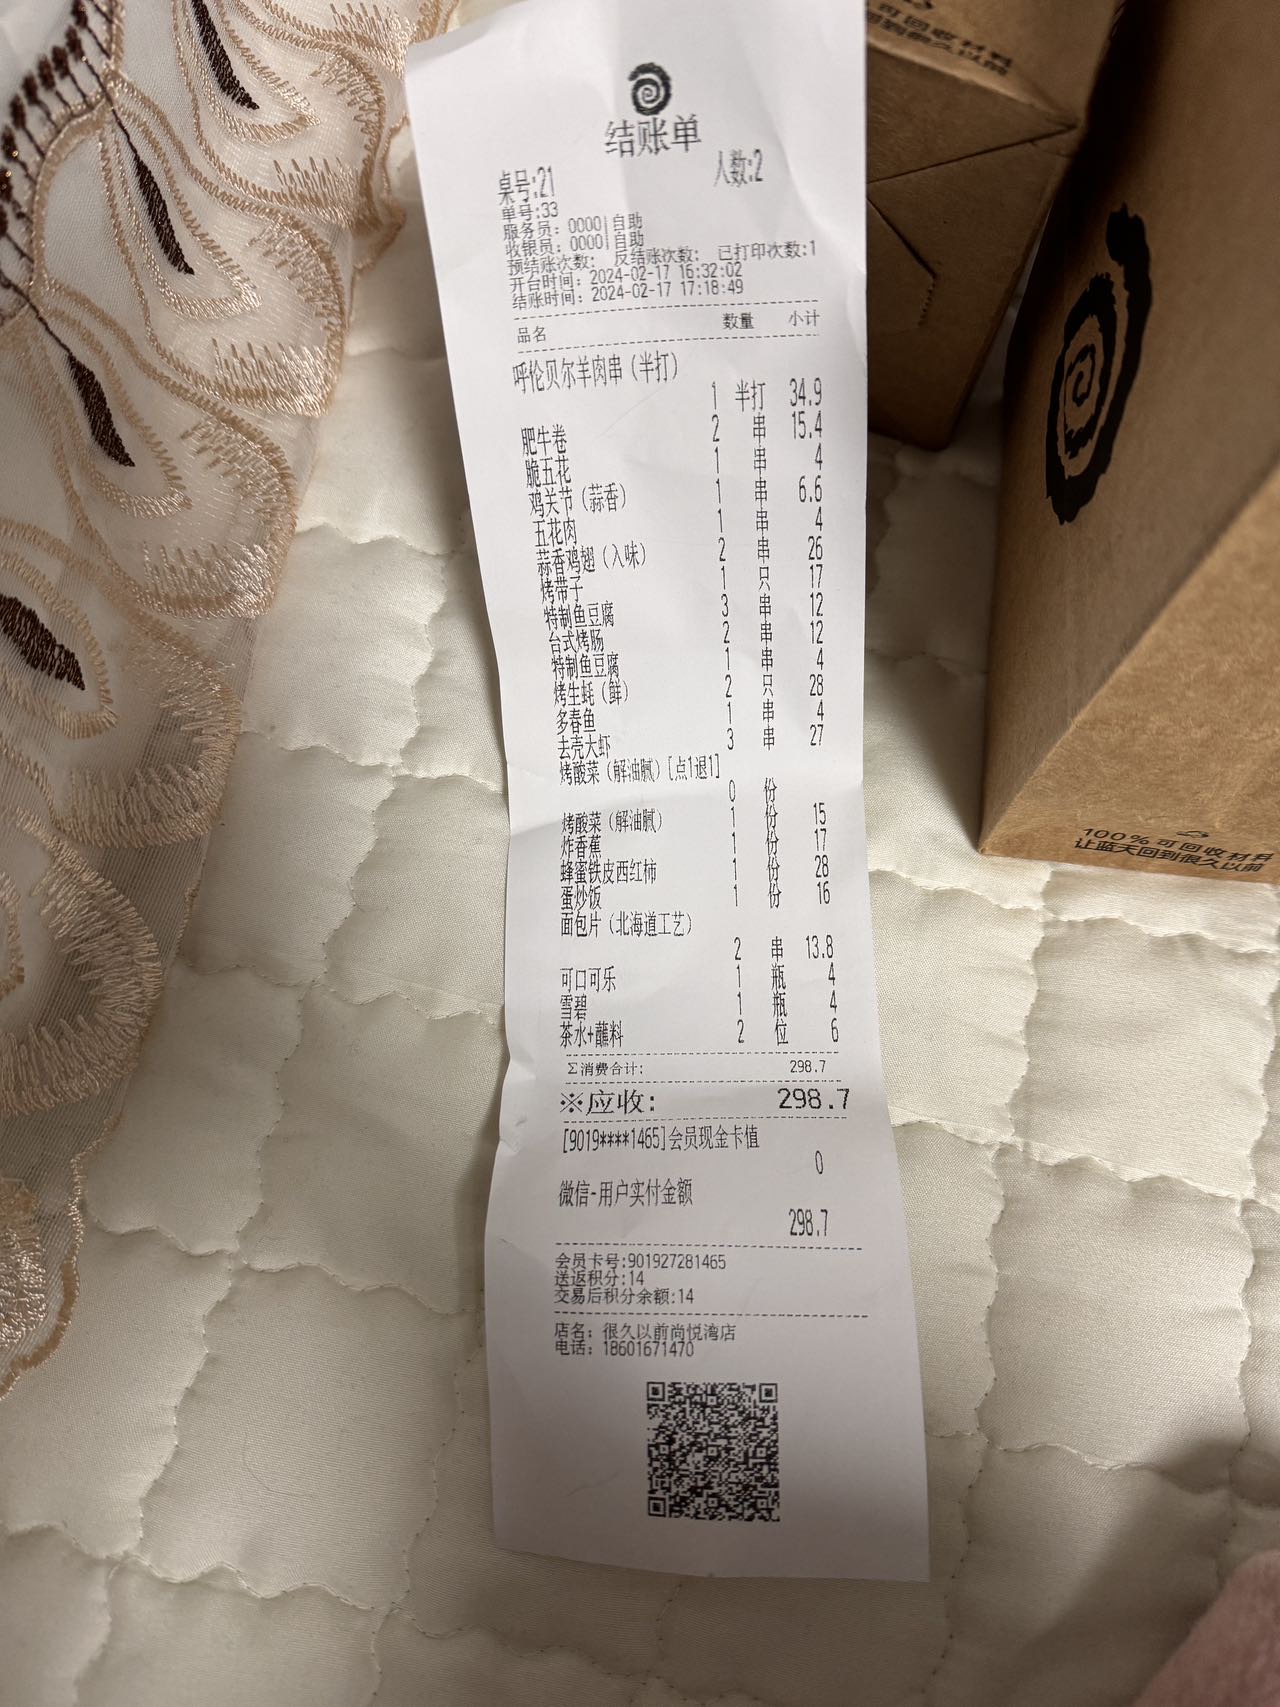 可回收材料
回到很久以前
结账单
桌号:21 人数:2
单号:33
服务员: 0000|自助
收银员: 0000|自助
预结账次数: 反结账次数: 已打印次数:1
开台时间: 2024-02-17 16:32:02
结账时间: 2024-02-17 17:18:49
品名 数量 小计
呼伦贝尔羊肉串(半打)
1 半打 34.9
肥牛卷 2 串 15.4
脆五花 1 串 4
鸡关节(蒜香) 1 串 6.6
五花肉 1 串 4
蒜香鸡翅(入味) 2 串 26
烤带子 1 只 17
特制鱼豆腐 3 串 12
台式烤肠 2 串 12
特制鱼豆腐 1 串 4
烤生蚝(鲜) 2 只 28
多春鱼 1 串 4
去壳大虾 3 串 27
烤酸菜(解油腻)[点1退1]
0 份
烤酸菜(解油腻) 1 份 15
炸香蕉 1 份 17
蜂蜜铁皮西红柿 1 份 28
蛋炒饭 1 份 16
面包片(北海道工艺)
2 串 13.8
可口可乐 1 瓶 4
雪碧 1 瓶 4
茶水+蘸料 2 位 6
Σ消费合计: 298.7
※应收: 298.7
[9019****1465]会员现金卡值
0
微信-用户实付金额
298.7
会员卡号:901927281465
送返积分:14
交易后积分余额:14
店名: 很久以前尚悦湾店
电话: 18601671470
100%可回收材料
让蓝天回到很久以前